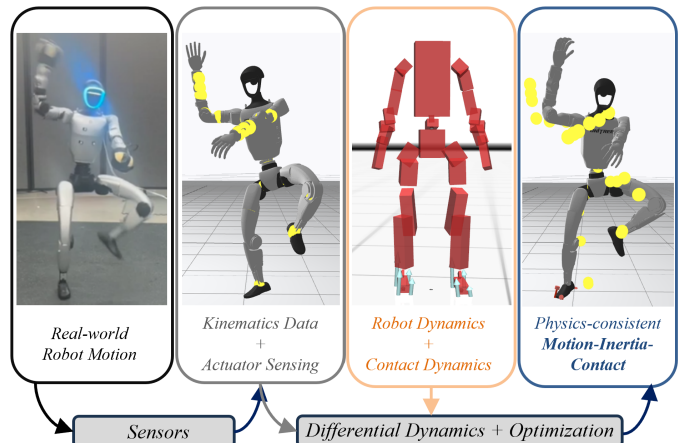 Real-world
Robot Motion
Kinematics Data
+
Actuator Sensing
Robot Dynamics
+
Contact Dynamics
Physics-consistent
Motion-Inertia-
Contact
Sensors
Differential Dynamics + Optimization